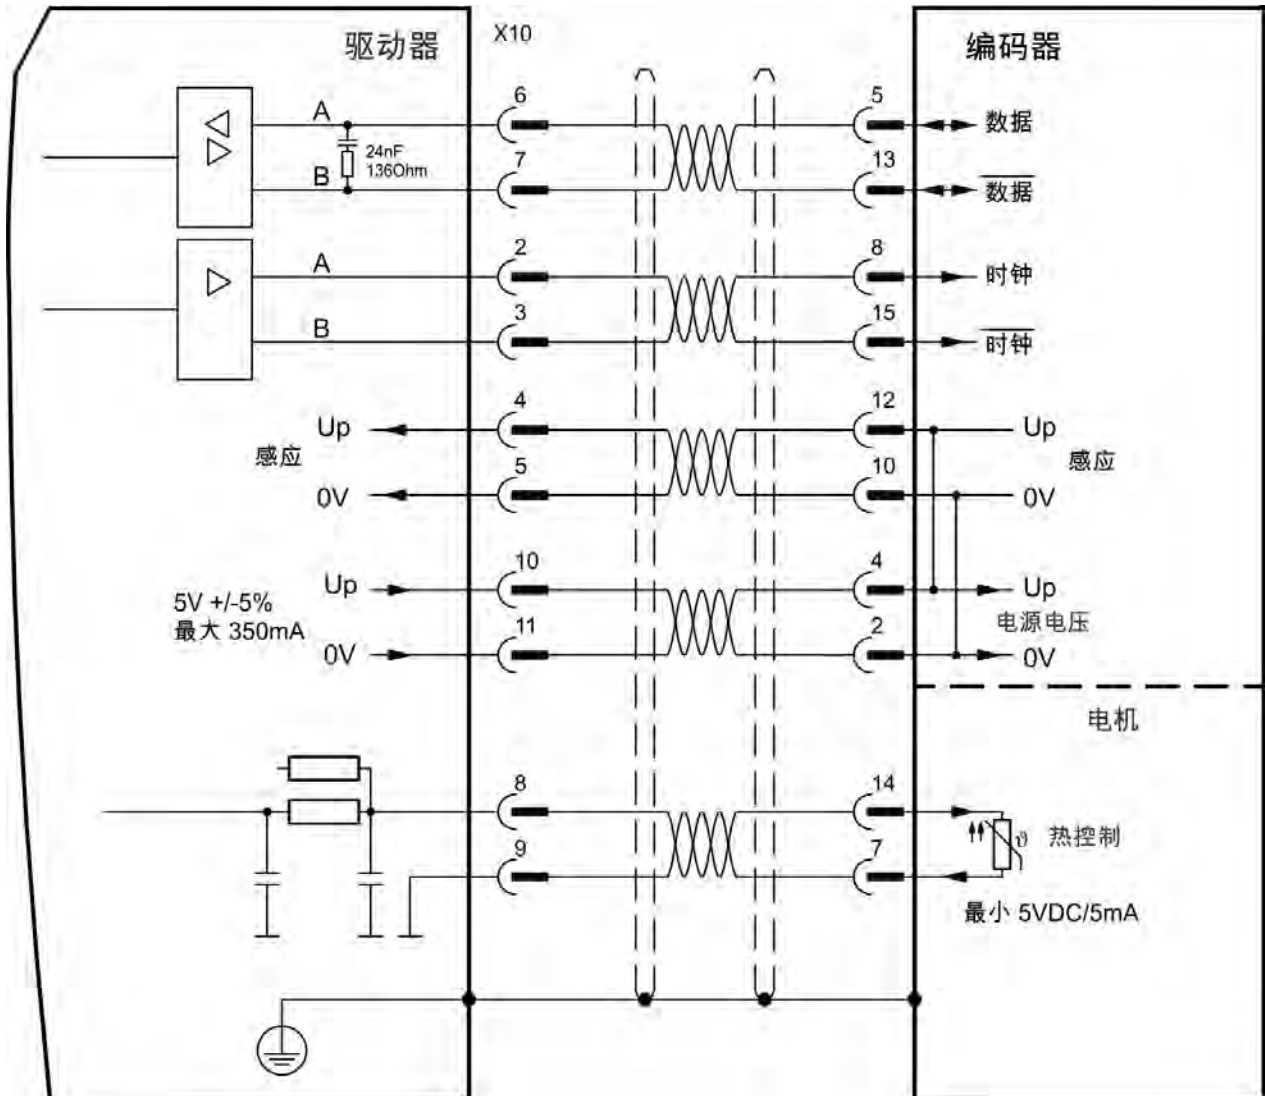 驱动器
X10
编码器
A
6
5
数据
24nF
136Ohm
B
7
13
数据
A
2
8
时钟
B
3
15
时钟
Up
4
12
Up
感应
感应
0V
5
10
0V
Up
10
4
Up
5V +/-5%
最大 350mA
电源电压
0V
11
2
0V
电机
8
14
ϑ
热控制
9
7
最小 5VDC/5mA